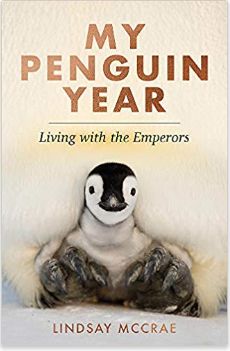 MY
PENGUIN
YEAR
Living with the Emperors
LINDSAY MCCRAE